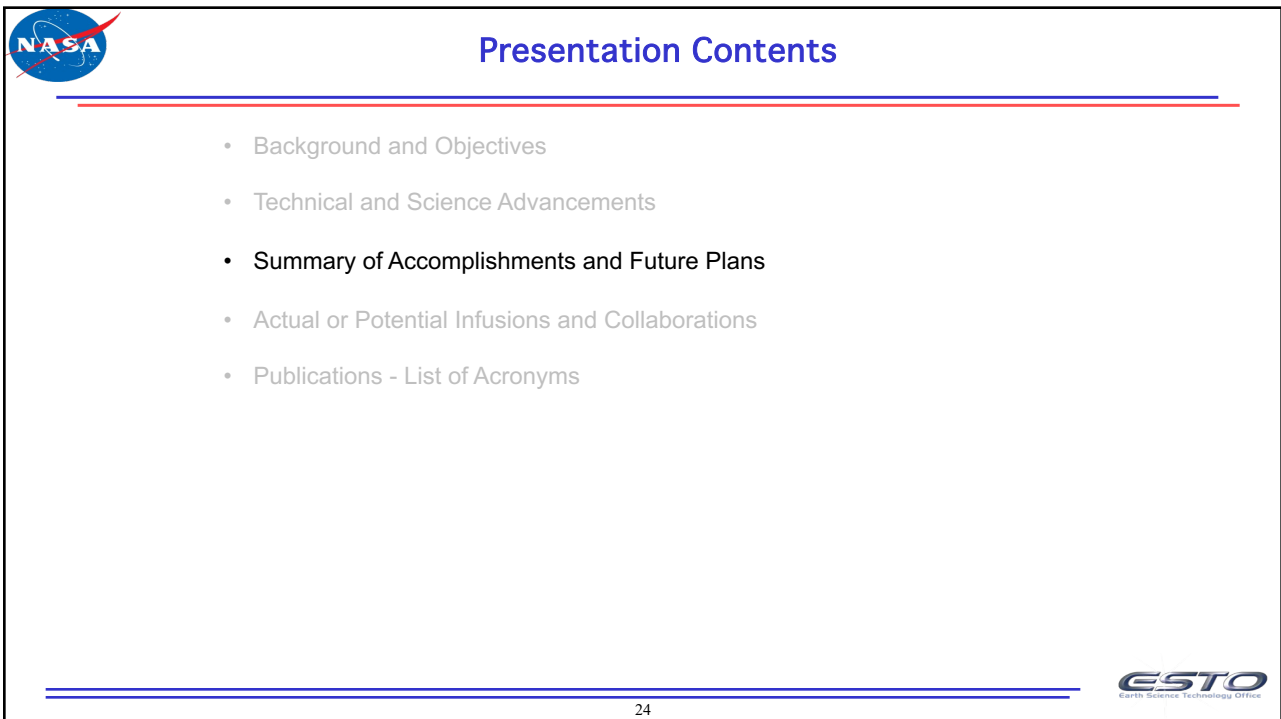 NASA
Presentation Contents
• Background and Objectives
• Technical and Science Advancements
• Summary of Accomplishments and Future Plans
• Actual or Potential Infusions and Collaborations
• Publications - List of Acronyms
ESTO
Earth Science Technology Office
24